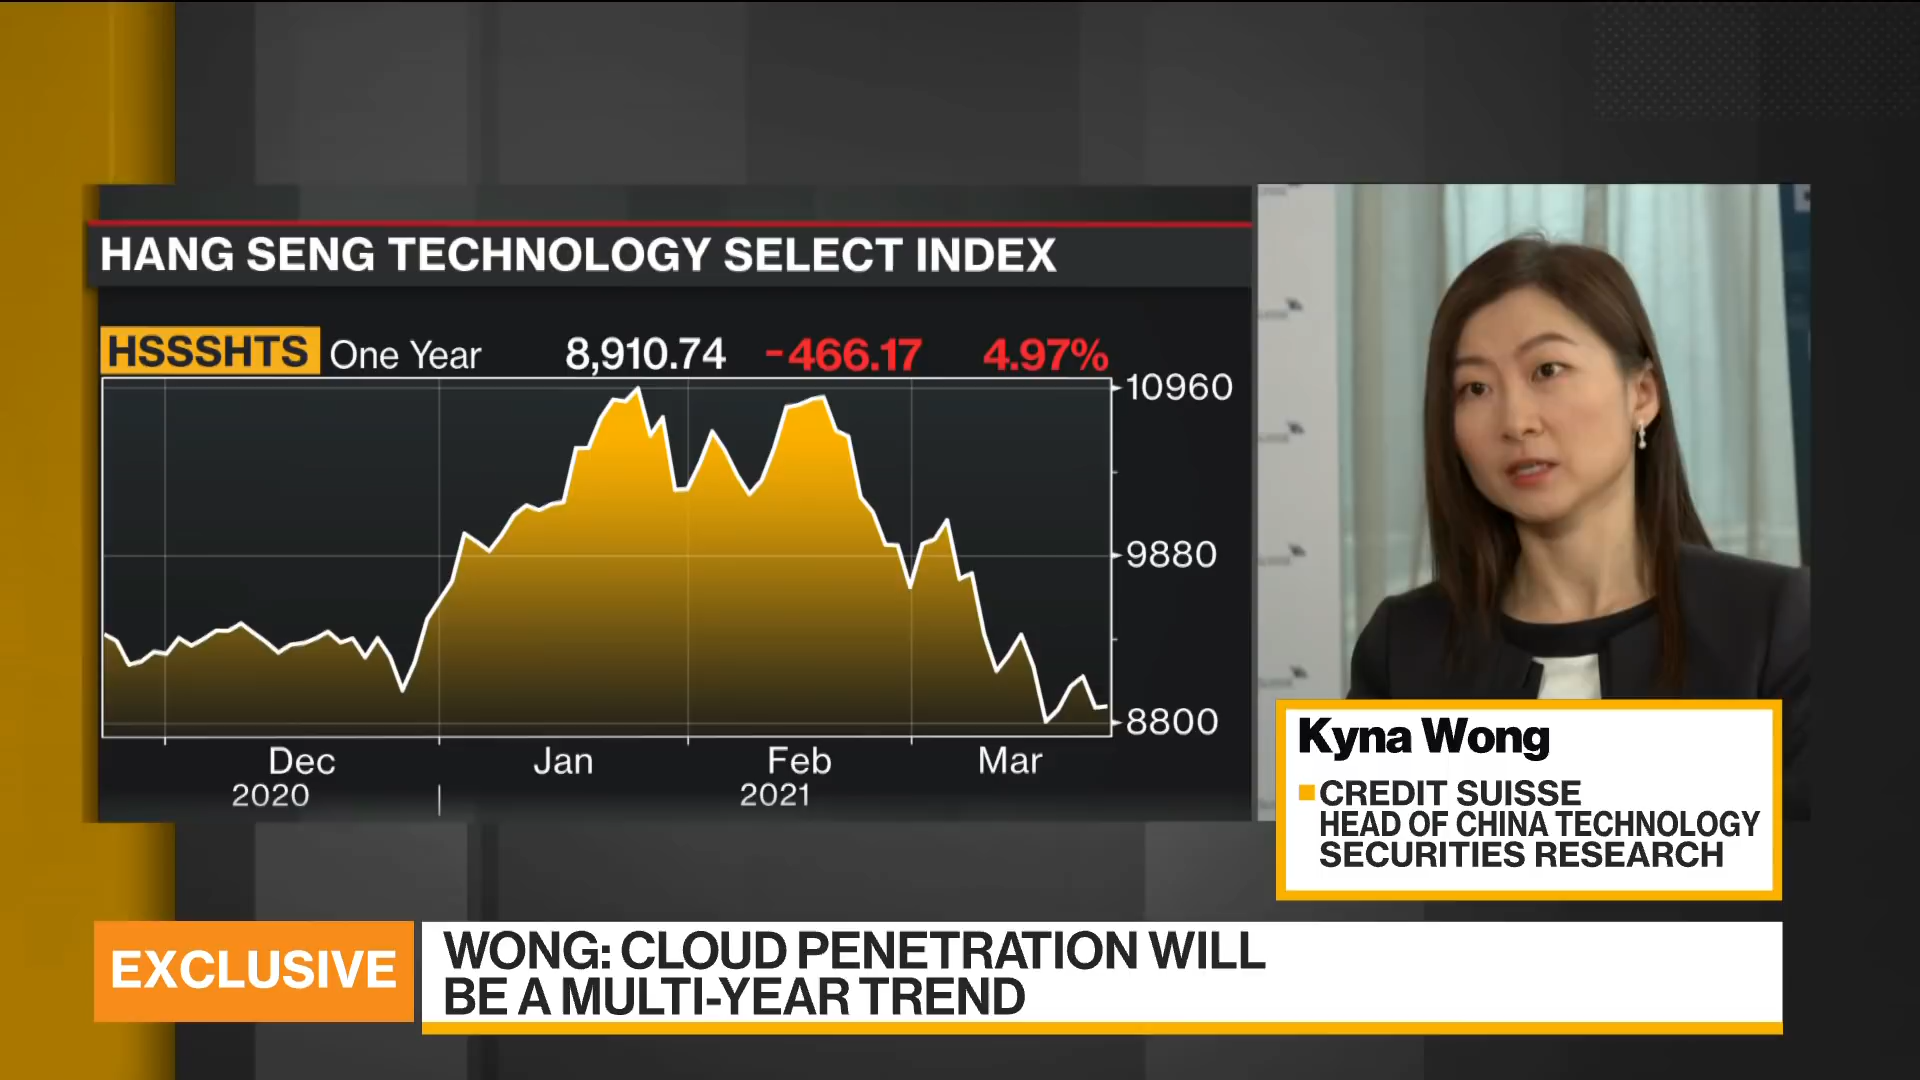 HANG SENG TECHNOLOGY SELECT INDEX
HSSSHTS One Year 8,910.74 -466.17 4.97%
10960
9880
8800
Dec Jan Feb Mar
2020 2021
Kyna Wong
CREDIT SUISSE
HEAD OF CHINA TECHNOLOGY
SECURITIES RESEARCH
EXCLUSIVE
WONG: CLOUD PENETRATION WILL
BE A MULTI-YEAR TREND